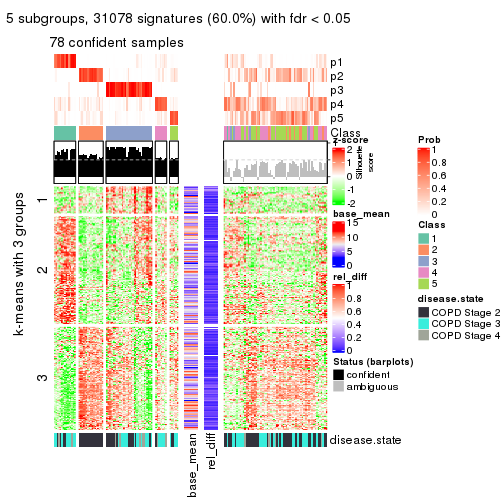 5 subgroups, 31078 signatures (60.0%) with fdr < 0.05
78 confident samples
p1
p2
p3
p4
p5
Class
Silhouette
score
k-means with 3 groups
1
2
3
base_mean
rel_diff
disease.state
z-score
2
1
0
-1
-2
base_mean
15
10
5
0
rel_diff
1
0.8
0.6
0.4
0.2
0
Status (barplots)
confident
ambiguous
Prob
1
0.8
0.6
0.4
0.2
0
Class
1
2
3
4
5
disease.state
COPD Stage 2
COPD Stage 3
COPD Stage 4